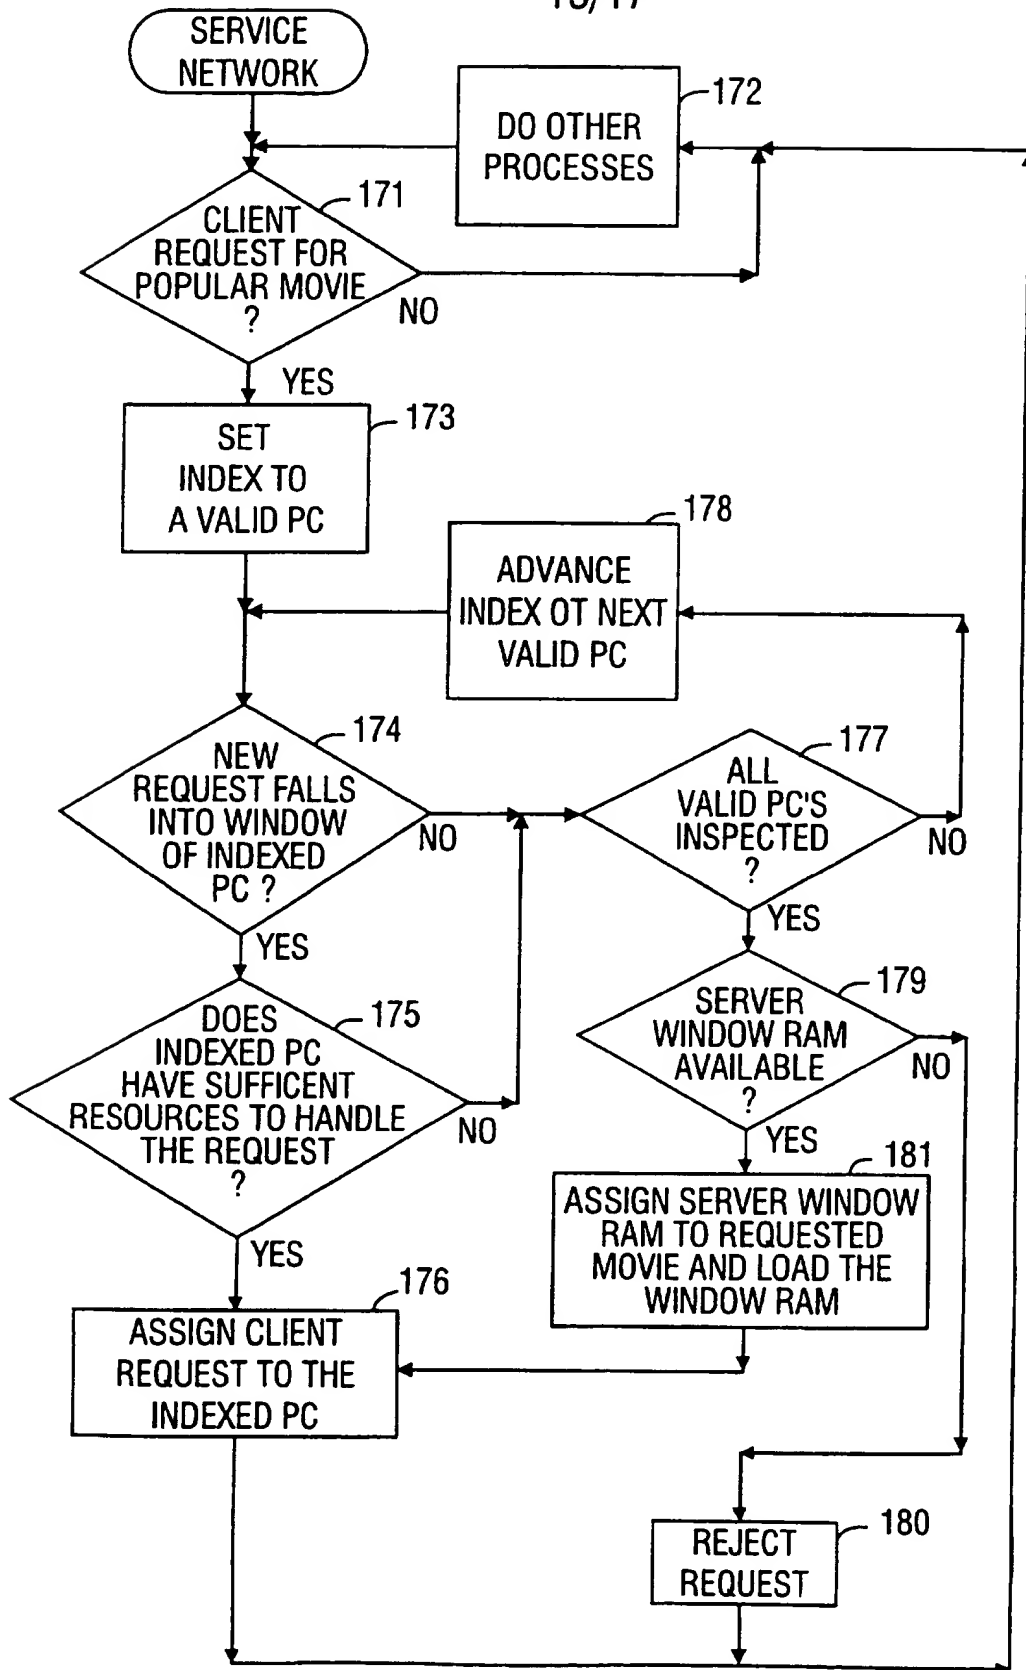 SERVICE
NETWORK
172
DO OTHER
PROCESSES
171
CLIENT
REQUEST FOR
POPULAR MOVIE
?
NO
YES
173
SET
INDEX TO
A VALID PC
178
ADVANCE
INDEX OT NEXT
VALID PC
174
NEW
REQUEST FALLS
INTO WINDOW
OF INDEXED
PC ?
NO
YES
177
ALL
VALID PC'S
INSPECTED
?
NO
YES
175
DOES
INDEXED PC
HAVE SUFFICENT
RESOURCES TO HANDLE
THE REQUEST
?
NO
YES
179
SERVER
WINDOW RAM
AVAILABLE
?
NO
YES
181
ASSIGN SERVER WINDOW
RAM TO REQUESTED
MOVIE AND LOAD THE
WINDOW RAM
176
ASSIGN CLIENT
REQUEST TO THE
INDEXED PC
180
REJECT
REQUEST